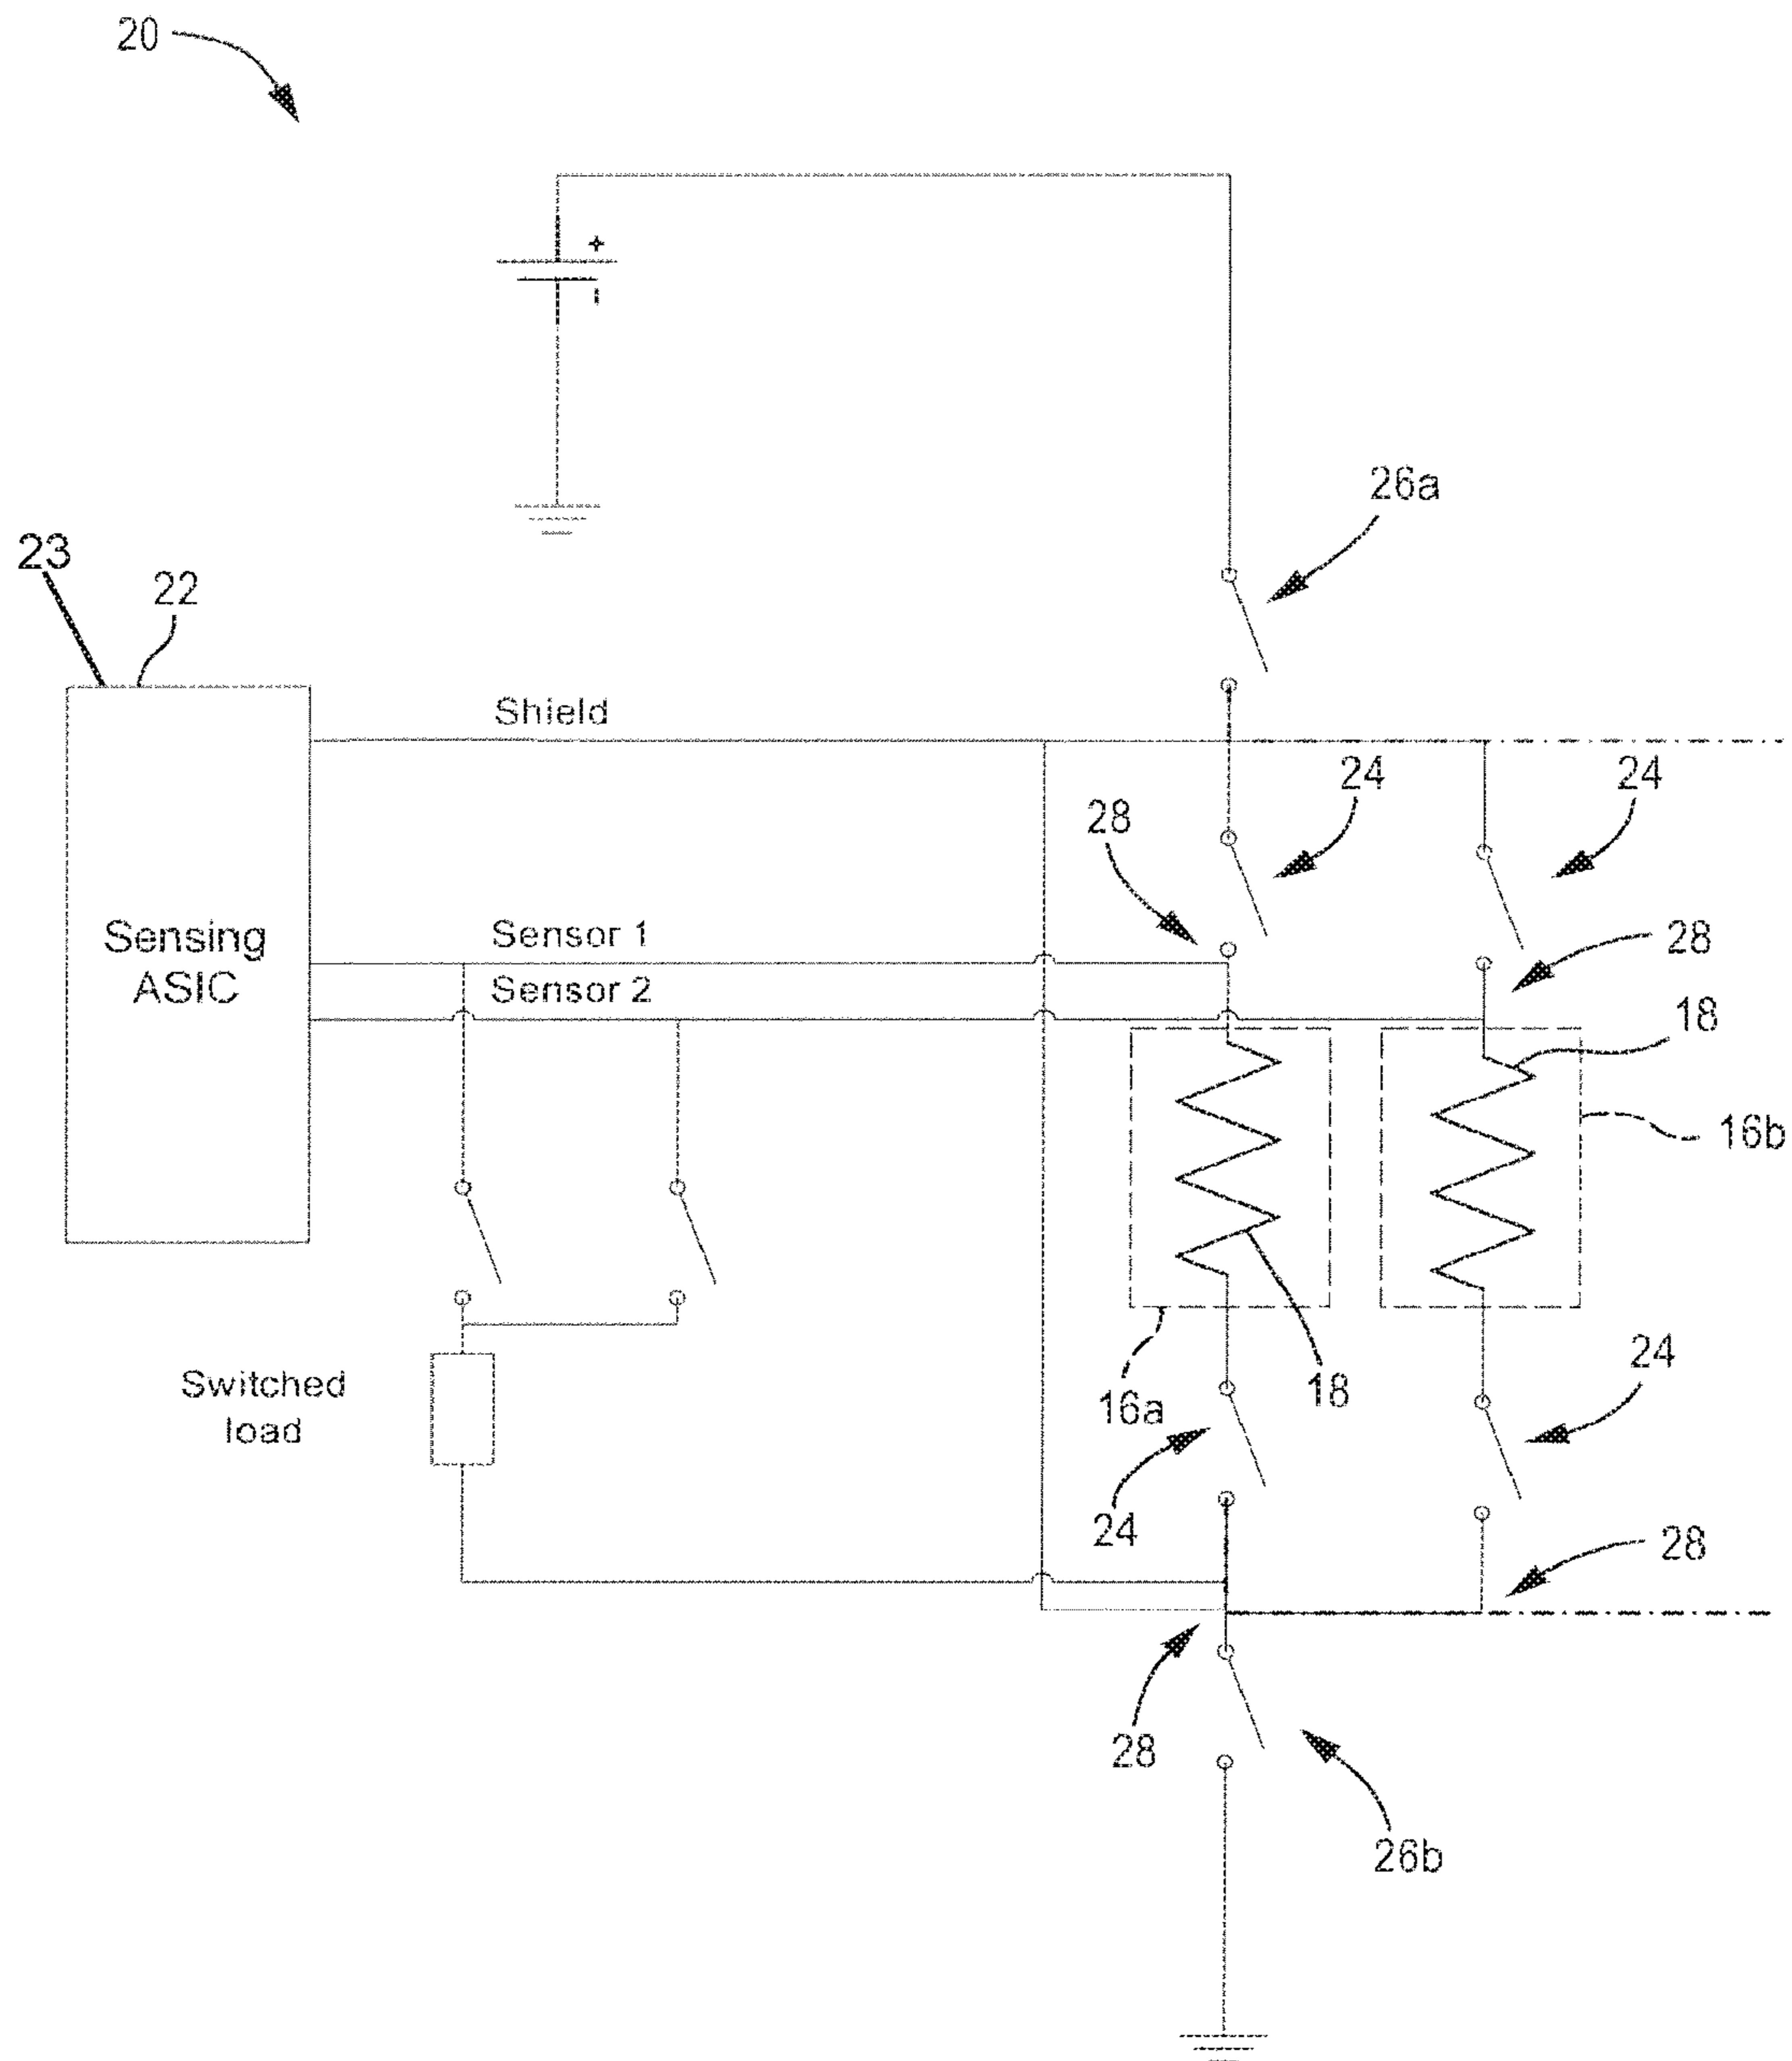 20
+
-
26a
23
22
Shield
24
24
28
Sensor 1
28
Sensing
ASIC
Sensor 2
18
16b
Switched
load
16a
18
24
24
28
28
26b